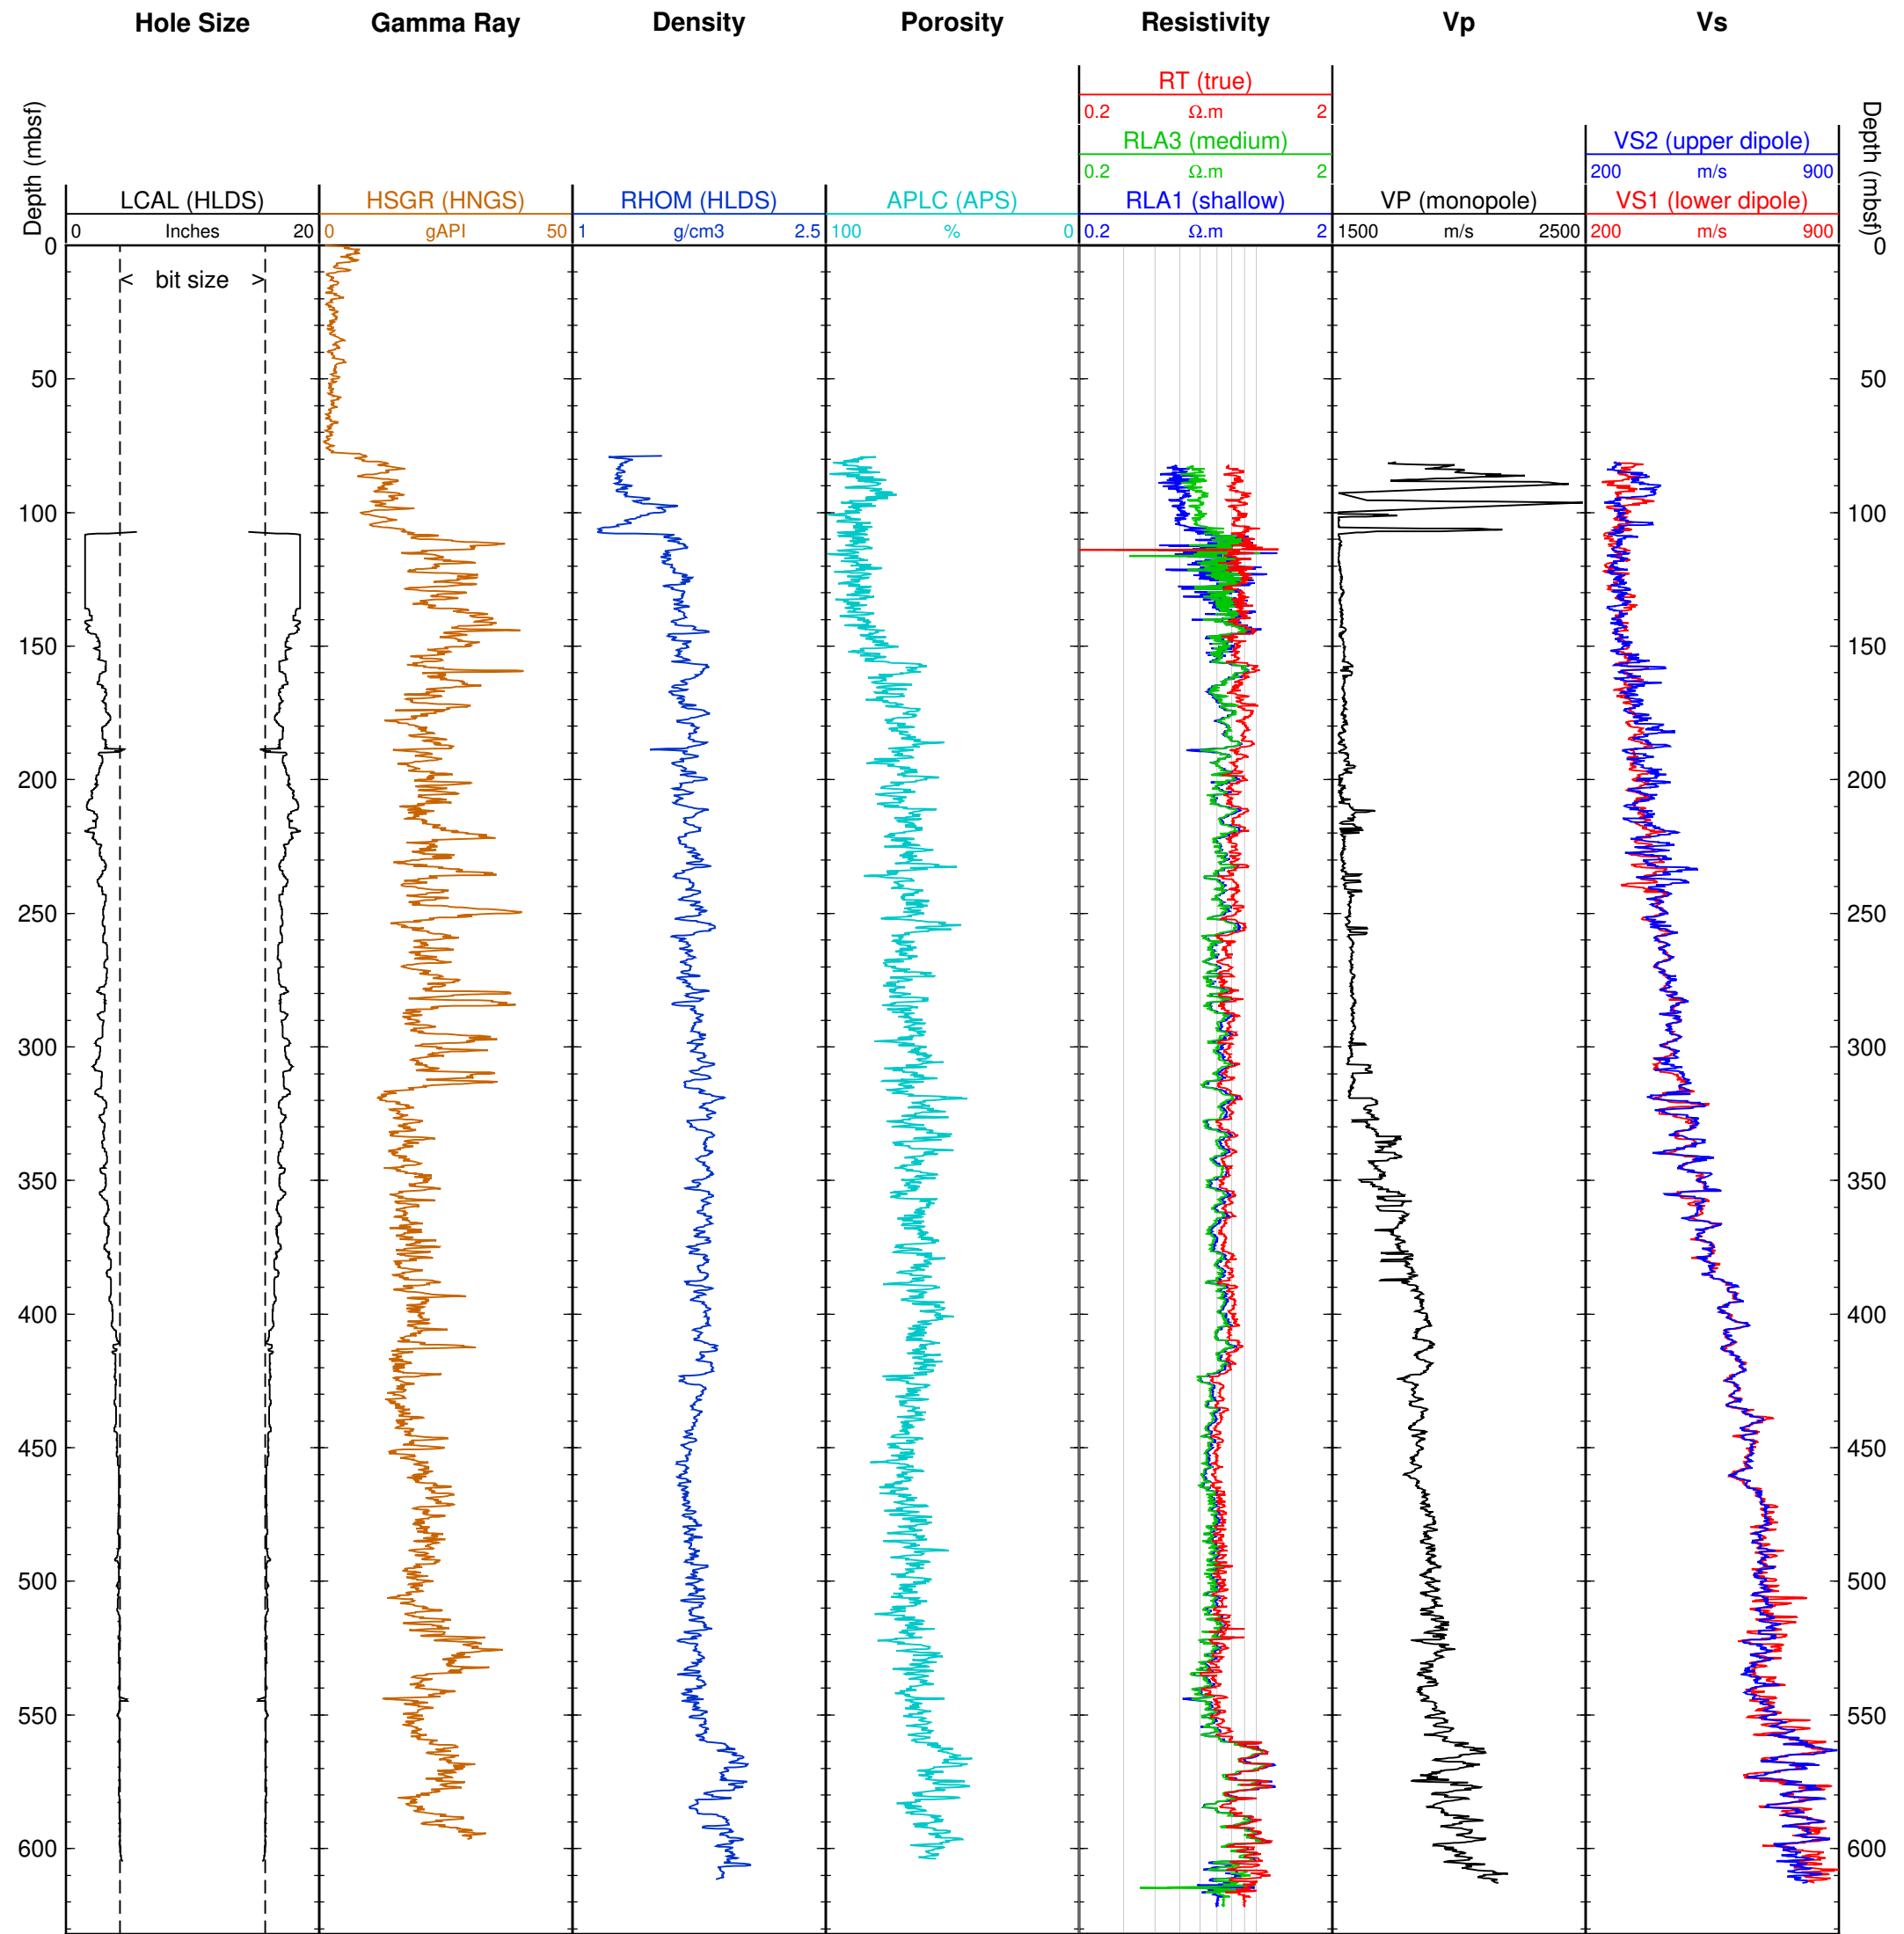 Hole Size Gamma Ray Density Porosity Resistivity Vp Vs
RT (true)
0.2 Ω.m 2
RLA3 (medium) VS2 (upper dipole)
0.2 Ω.m 2 200 m/s 900
LCAL (HLDS) HSGR (HNGS) RHOM (HLDS) APLC (APS) RLA1 (shallow) VP (monopole) VS1 (lower dipole)
0 Inches 20 0 gAPI 50 1 g/cm3 2.5 100 % 0 0.2 Ω.m 2 1500 m/s 2500 200 m/s 900
Depth (mbsf)
Depth (mbsf)
0 0
< bit size >
50 50
100 100
150 150
200 200
250 250
300 300
350 350
400 400
450 450
500 500
550 550
600 600